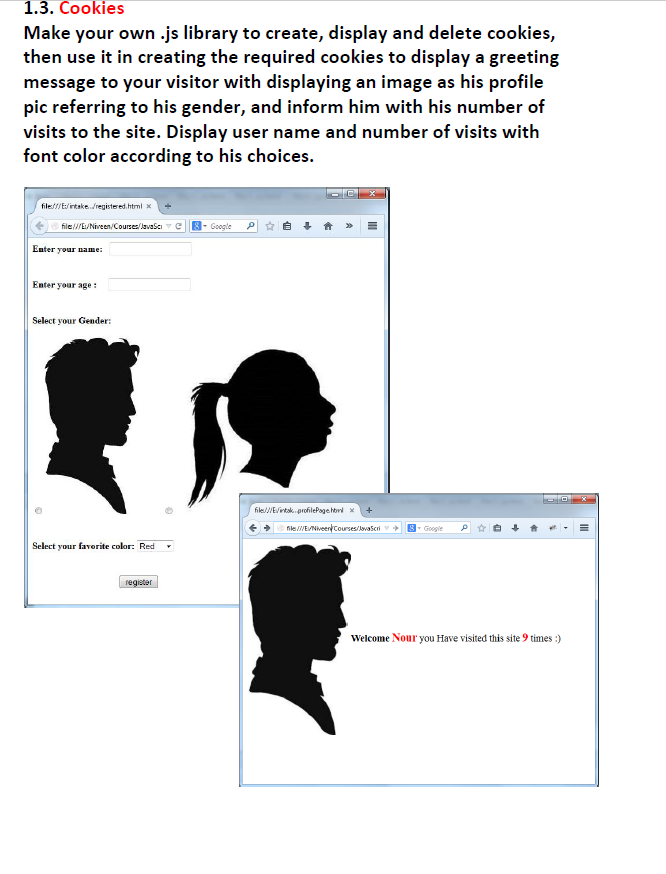 1.3. Cookies
Make your own .js library to create, display and delete cookies,
then use it in creating the required cookies to display a greeting
message to your visitor with displaying an image as his profile
pic referring to his gender, and inform him with his number of
visits to the site. Display user name and number of visits with
font color according to his choices.
file:///E:/intake.../registered.html
file:///E:/Niveen/Courses/JavaScr
Google
Enter your name:
Enter your age :
Select your Gender:
Select your favorite color: Red
register
file:///E:/intak...profilePage.html
file:///E:/Niveen/Courses/JavaScri
Google
Welcome Nour you Have visited this site 9 times :)